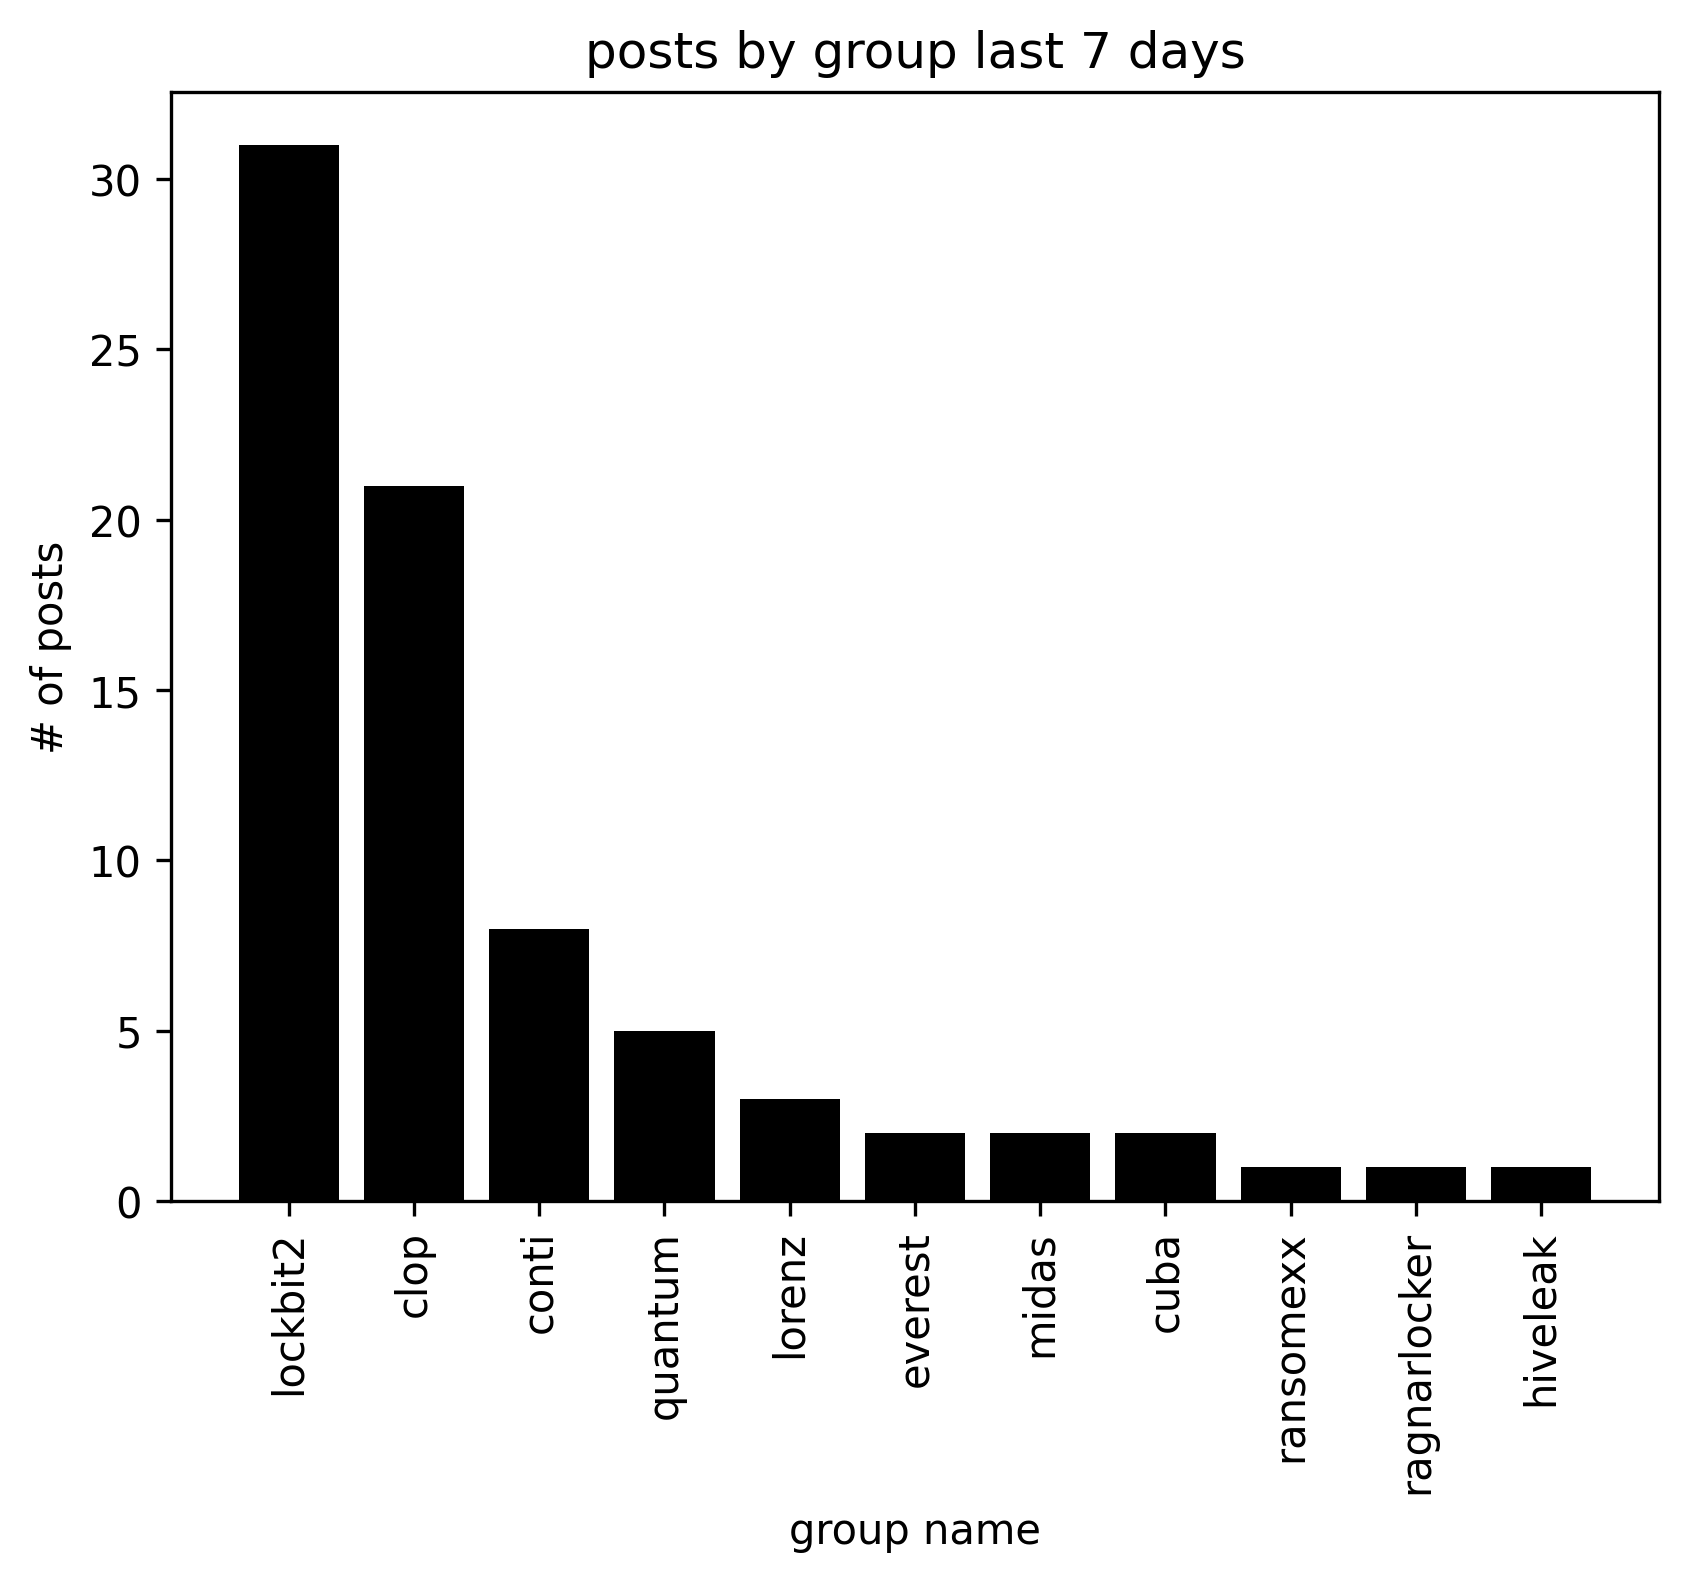 posts by group last 7 days
# of posts
30
25
20
15
10
5
0
lockbit2
clop
conti
quantum
lorenz
everest
midas
cuba
ransomexx
ragnarlocker
hiveleak
group name